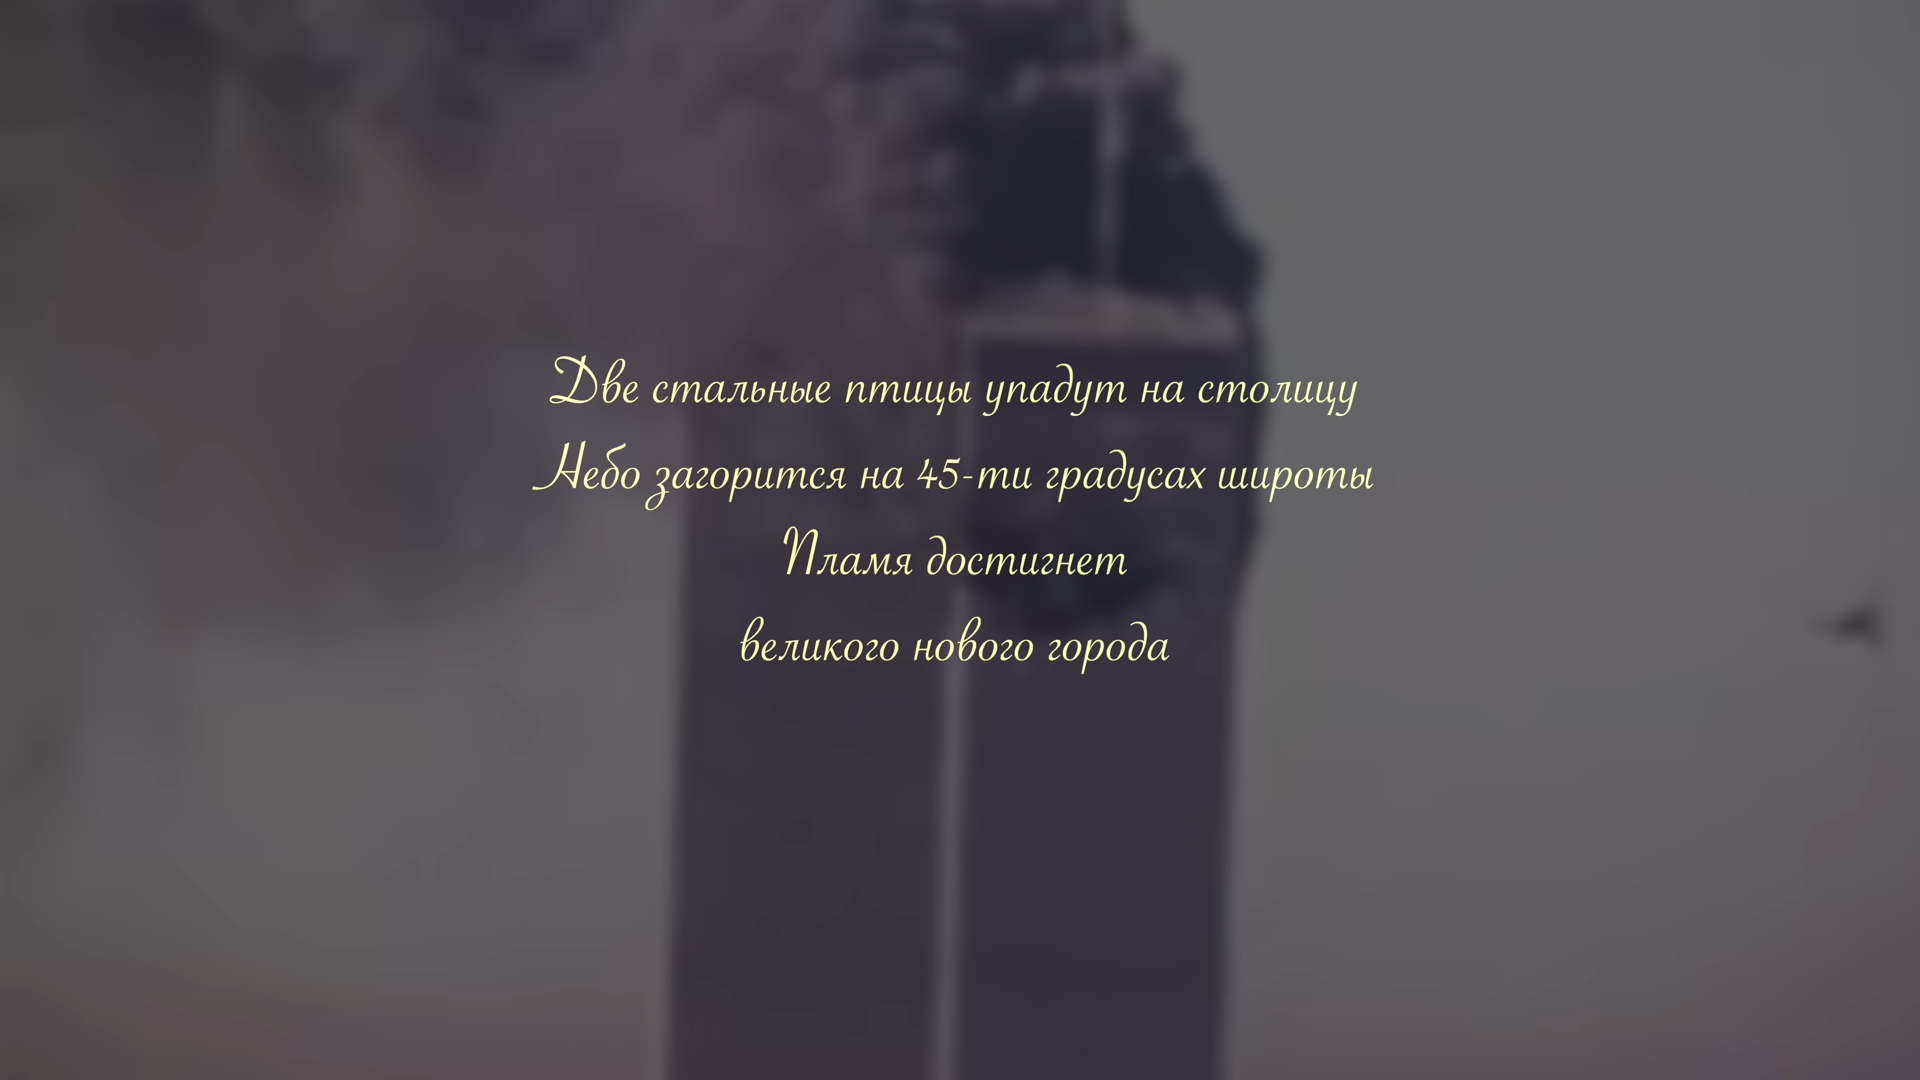 Две стальные птицы упадут на столицу
Небо загорится на 45-ти градусах широты
Пламя достигнет
великого нового города